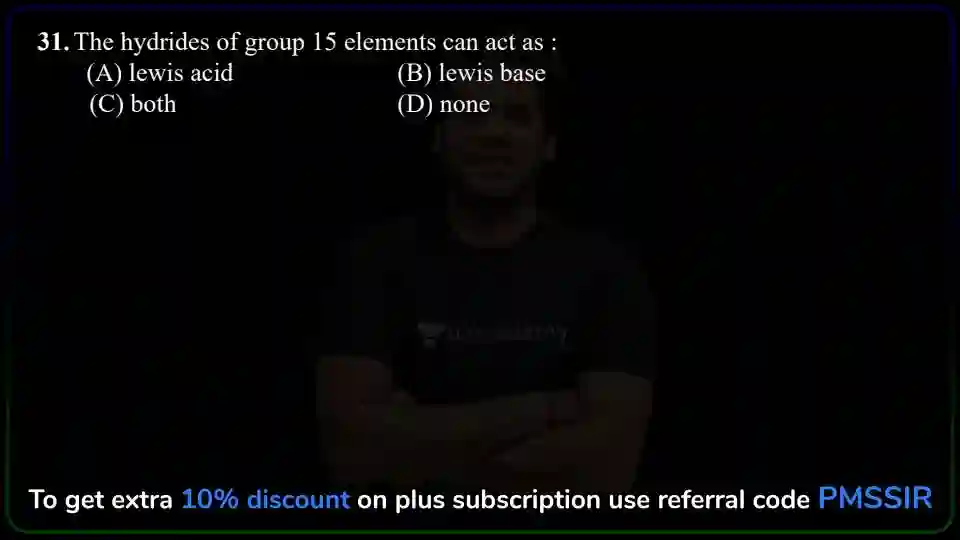 31. The hydrides of group 15 elements can act as :
(A) lewis acid (B) lewis base
(C) both (D) none
To get extra 10% discount on plus subscription use referral code PMSSIR